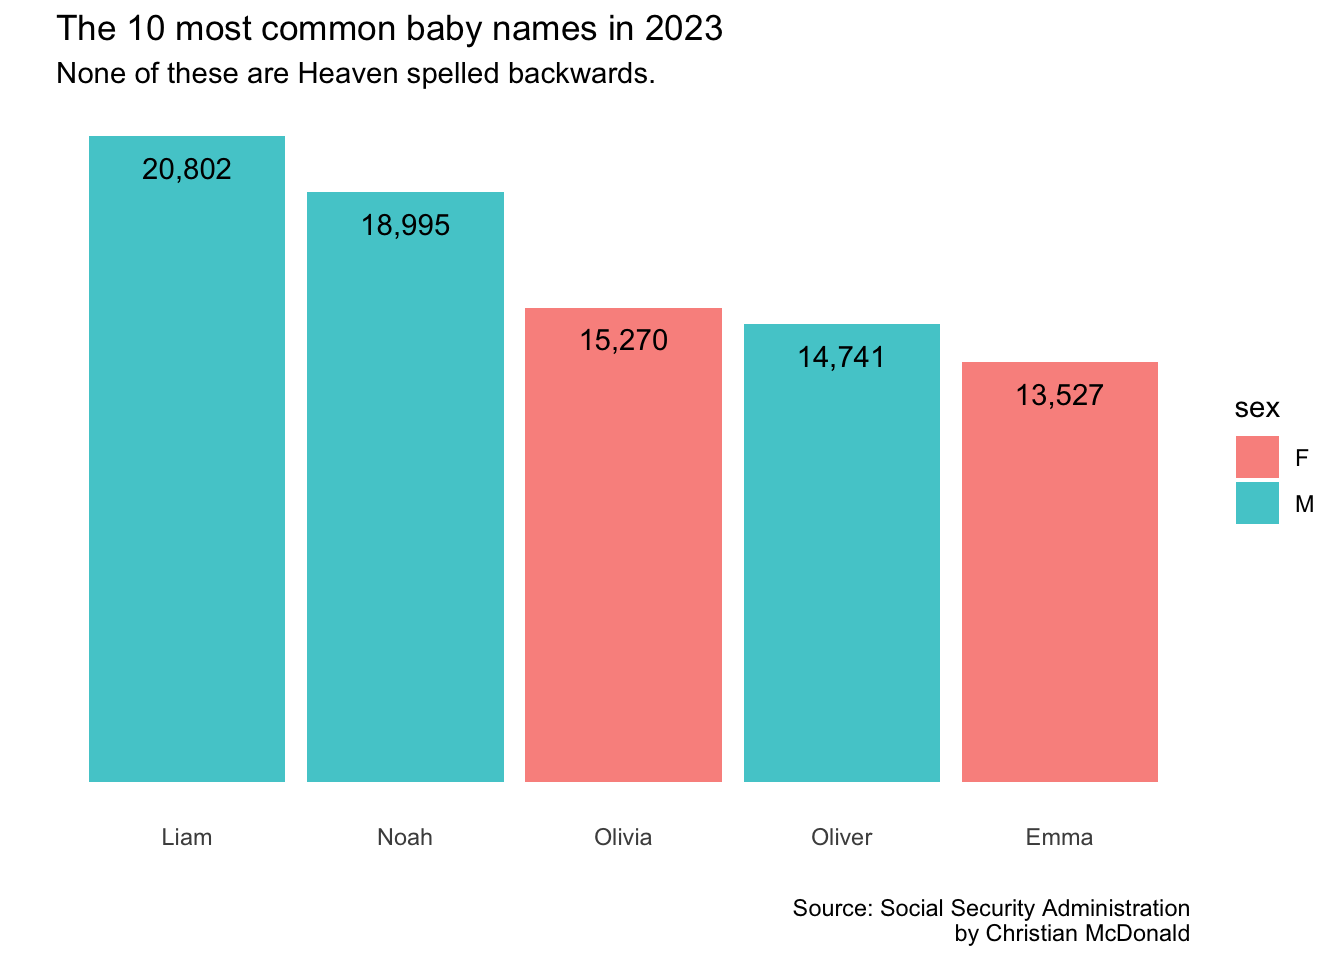 The 10 most common baby names in 2023
None of these are Heaven spelled backwards.
20,802
18,995
15,270
14,741
13,527
sex
F
M
Liam Noah Olivia Oliver Emma
Source: Social Security Administration
by Christian McDonald